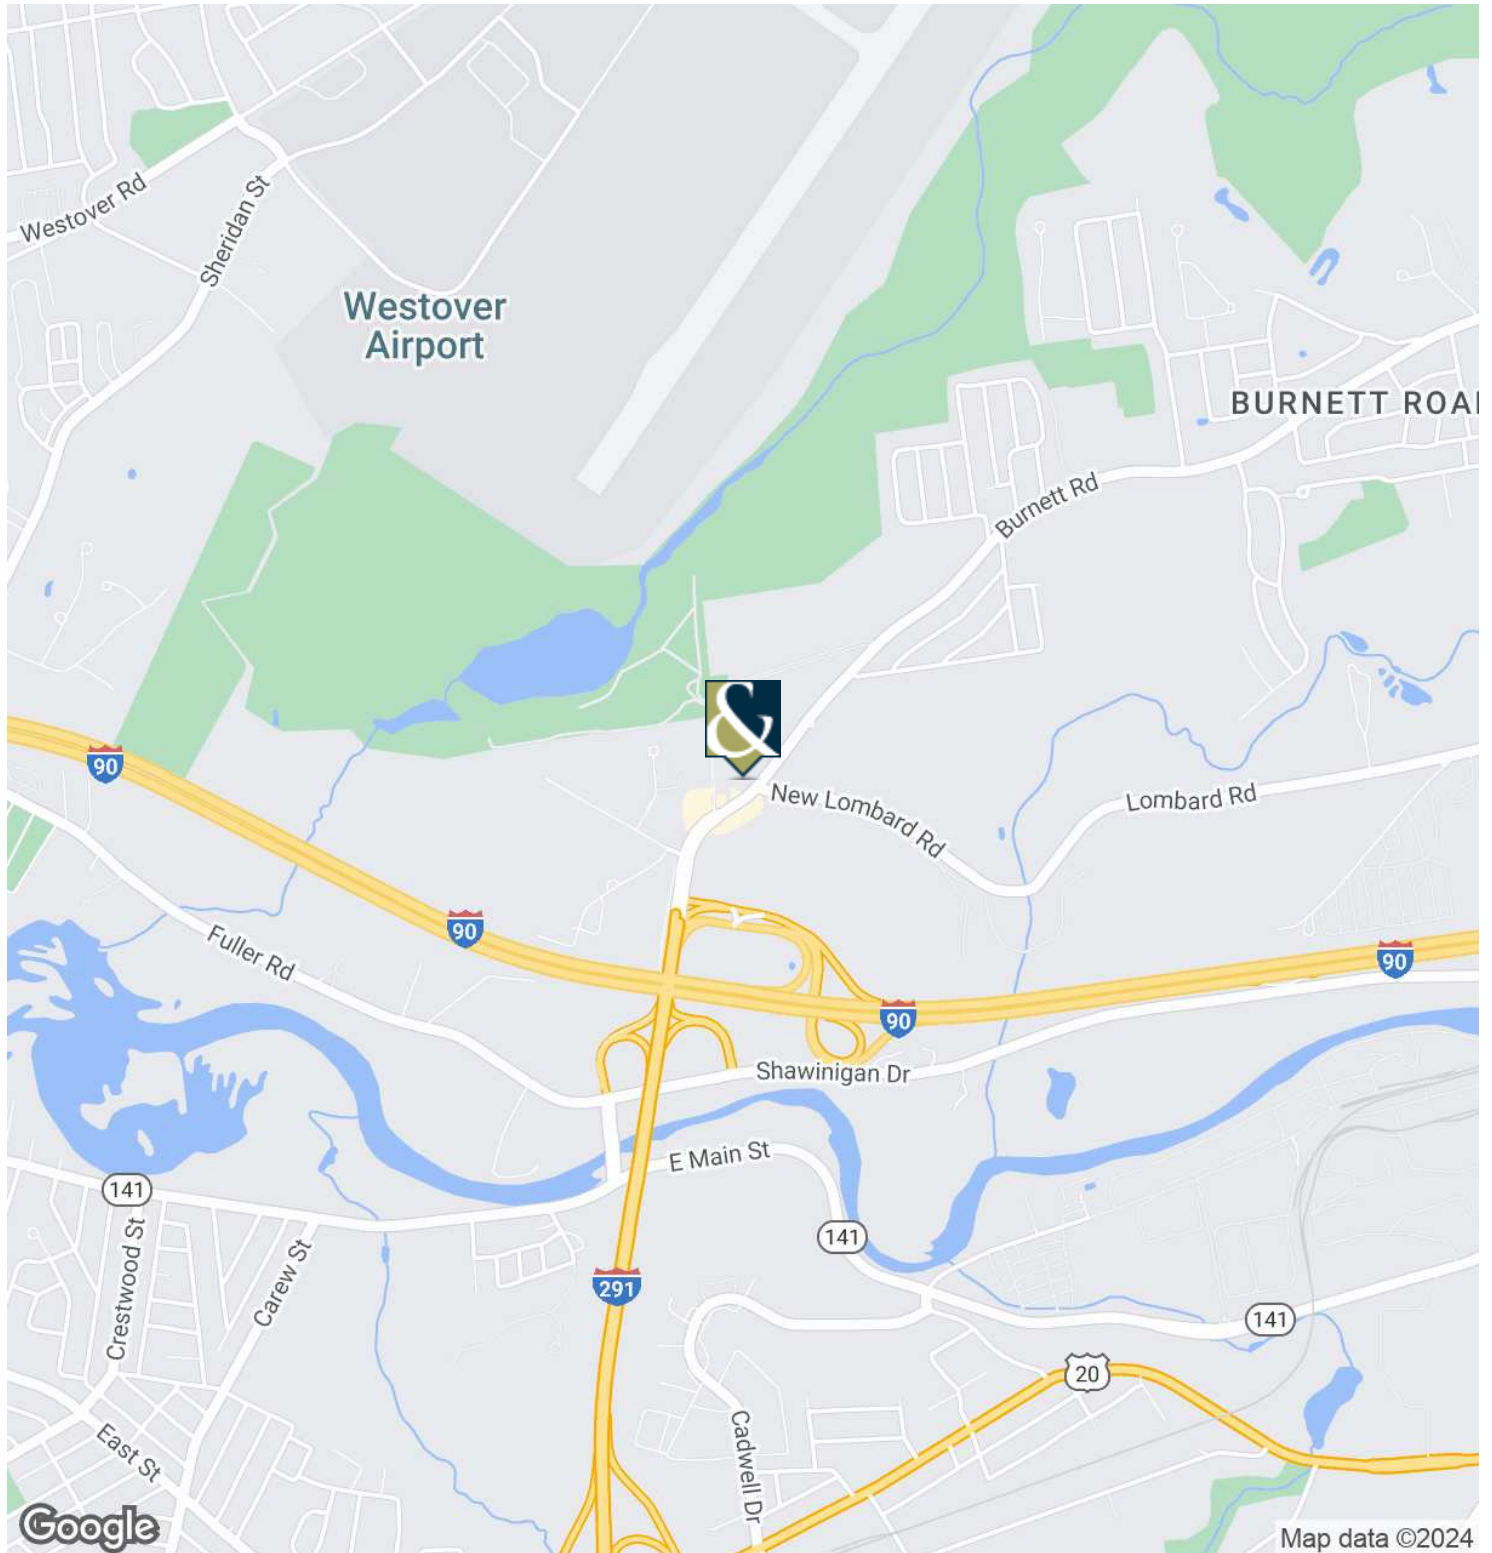 Westover Rd
Sheridan St
Westover
Airport
BURNETT ROA
Burnett Rd
&
90
New Lombard Rd
Lombard Rd
90
Fuller Rd
90
90
Shawinigan Dr
E Main St
141
141
Crestwood St
Carew St
291
141
20
East St
Cadwell Dr
Google
Map data ©2024